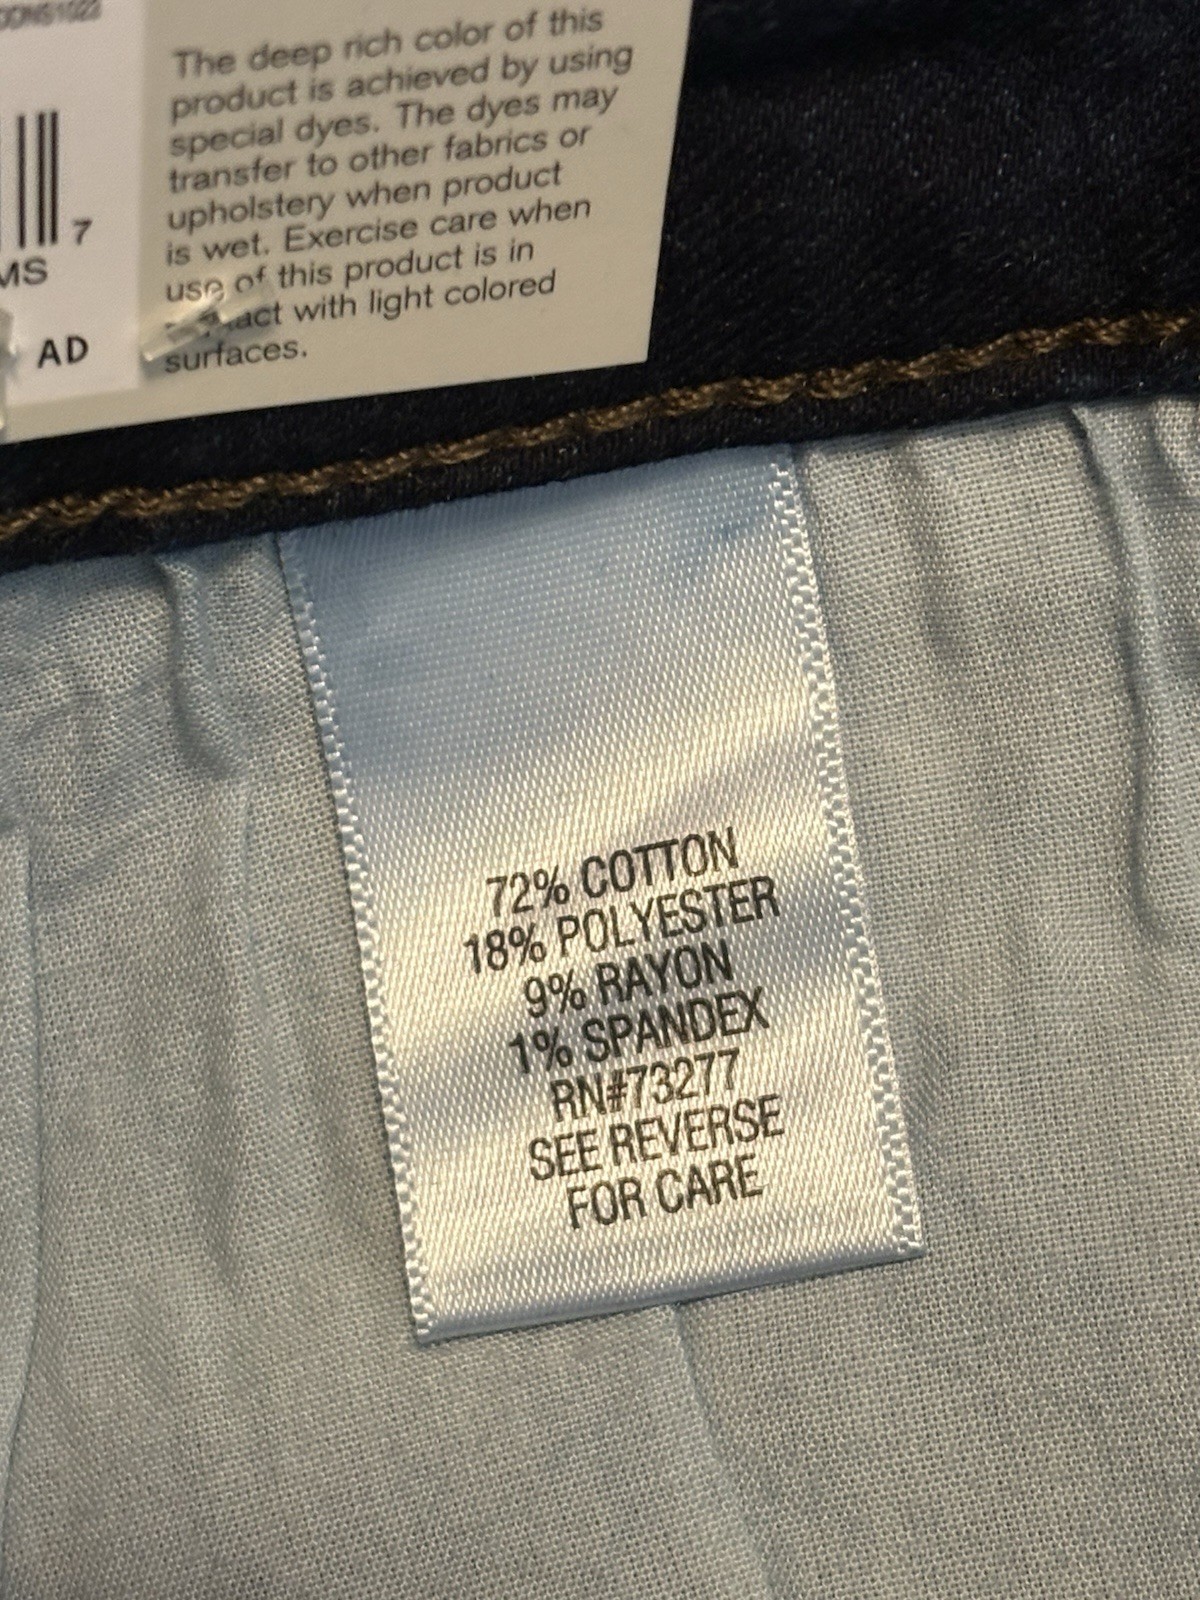 The deep rich color of this
product is achieved by using
special dyes. The dyes may
transfer to other fabrics or
upholstery when product
is wet. Exercise care when
use of this product is in
with light colored
surfaces.
7
MS
AD
72% COTTON
18% POLYESTER
9% RAYON
1% SPANDEX
RN#73277
SEE REVERSE
FOR CARE